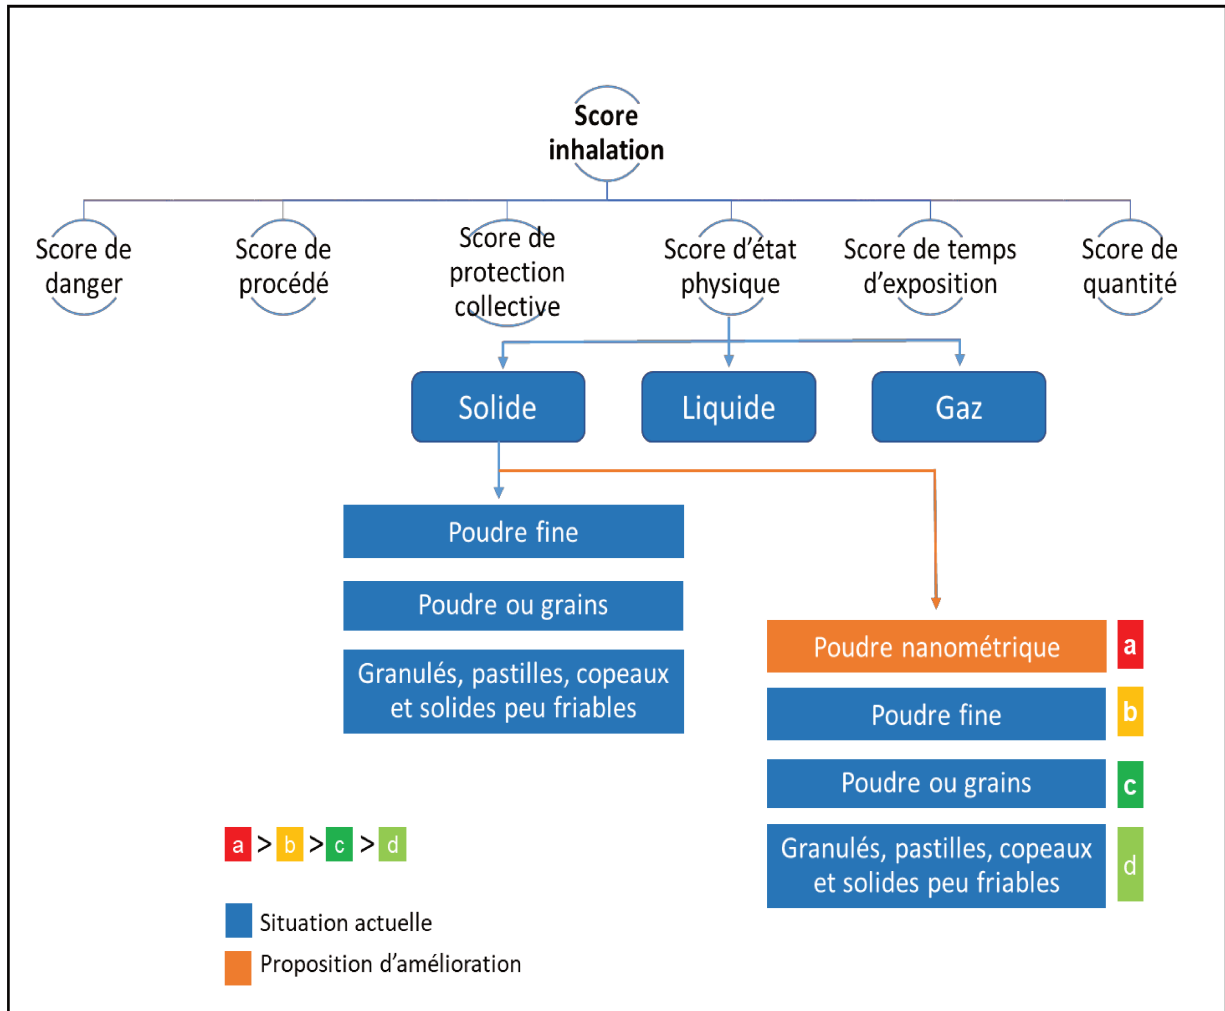 Score
inhalation
Score de
danger
Score de
procédé
Score de
protection
collective
Score d'état
physique
Score de temps
d'exposition
Score de
quantité
Solide
Liquide
Gaz
Poudre fine
Poudre ou grains
Granulés, pastilles, copeaux
et solides peu friables
Poudre nanométrique a
Poudre fine b
Poudre ou grains c
Granulés, pastilles, copeaux
et solides peu friables
d
a > b > c > d
Situation actuelle
Proposition d'amélioration